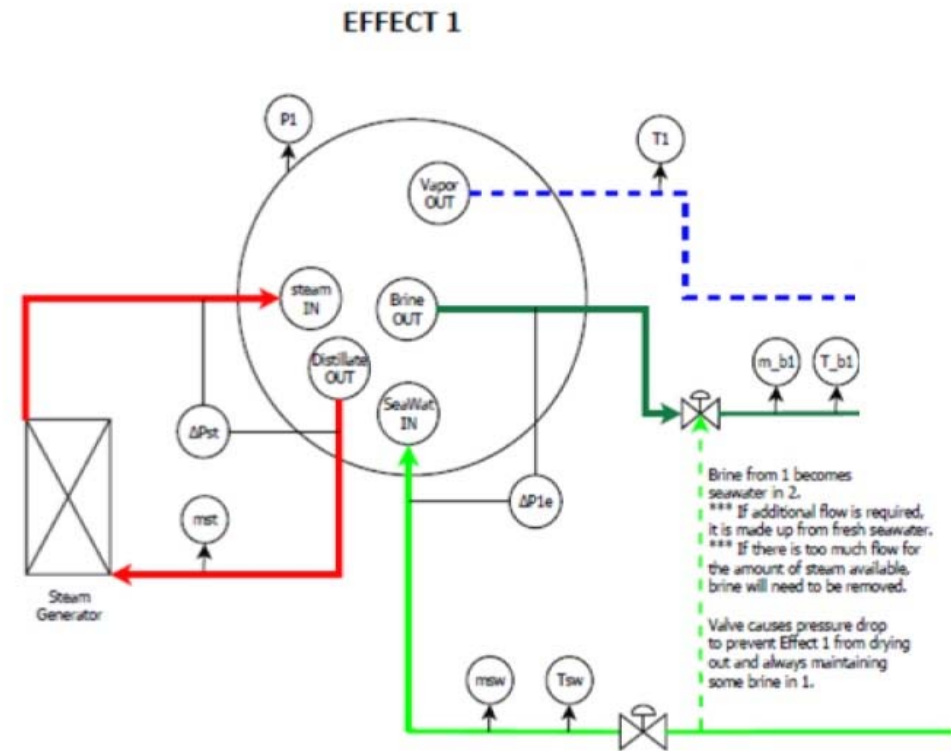 EFFECT 1
P1
T1
Vapor
OUT
steam
IN
Brine
OUT
Distillate
OUT
SeaWat
IN
m_b1
T_b1
ΔPst
ΔP1e
mst
Steam
Generator
Brine from 1 becomes
seawater in 2.
*** If additional flow is required,
it is made up from fresh seawater.
*** If there is too much flow for
the amount of steam available,
brine will need to be removed.
Valve causes pressure drop
to prevent Effect 1 from drying
out and always maintaining
some brine in 1.
msw
Tsw